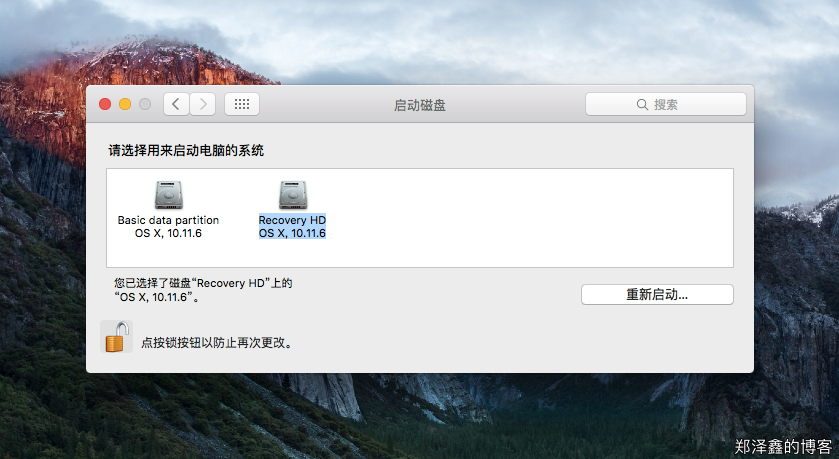 启动磁盘
搜索
请选择用来启动电脑的系统
Basic data partition
OS X, 10.11.6
Recovery HD
OS X, 10.11.6
您已选择了磁盘“Recovery HD”上的
“OS X, 10.11.6”。
重新启动...
点按锁按钮以防止再次更改。
郑泽鑫的博客